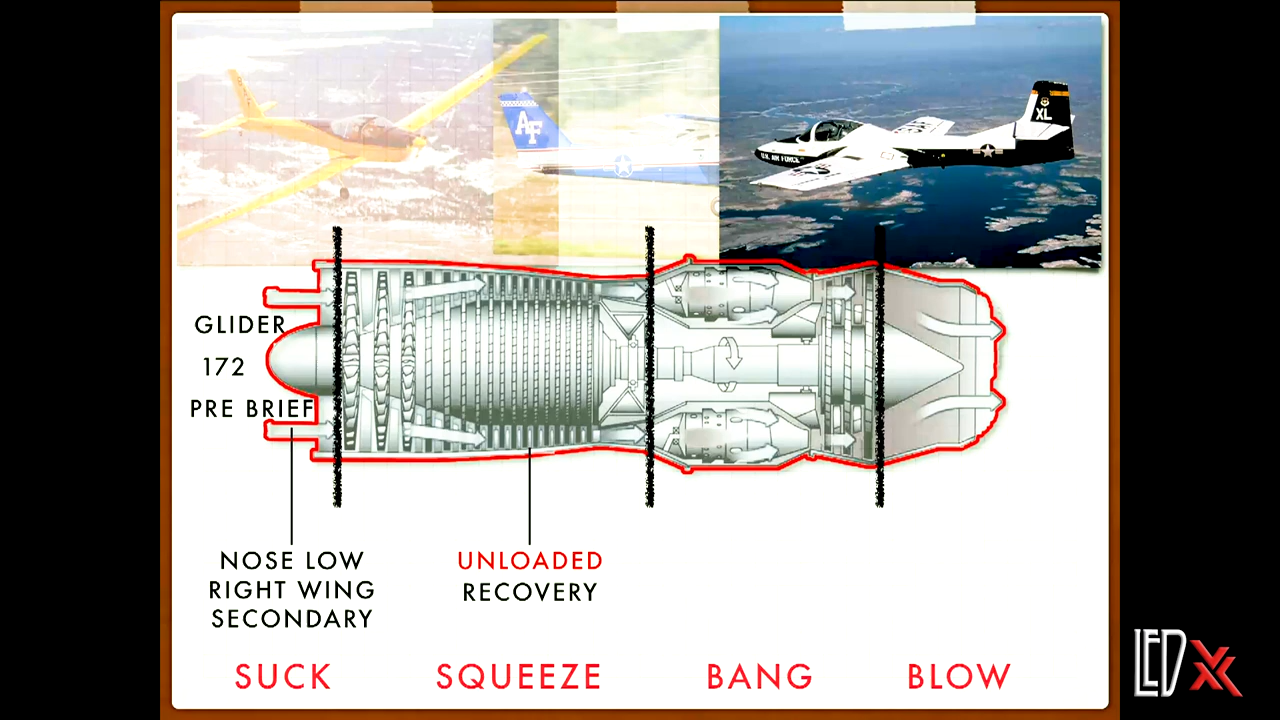 AF
XL
U.S. AIR FORCE
GLIDER
172
PRE BRIEF
NOSE LOW
RIGHT WING
SECONDARY
UNLOADED
RECOVERY
SUCK
SQUEEZE
BANG
BLOW
LEDX